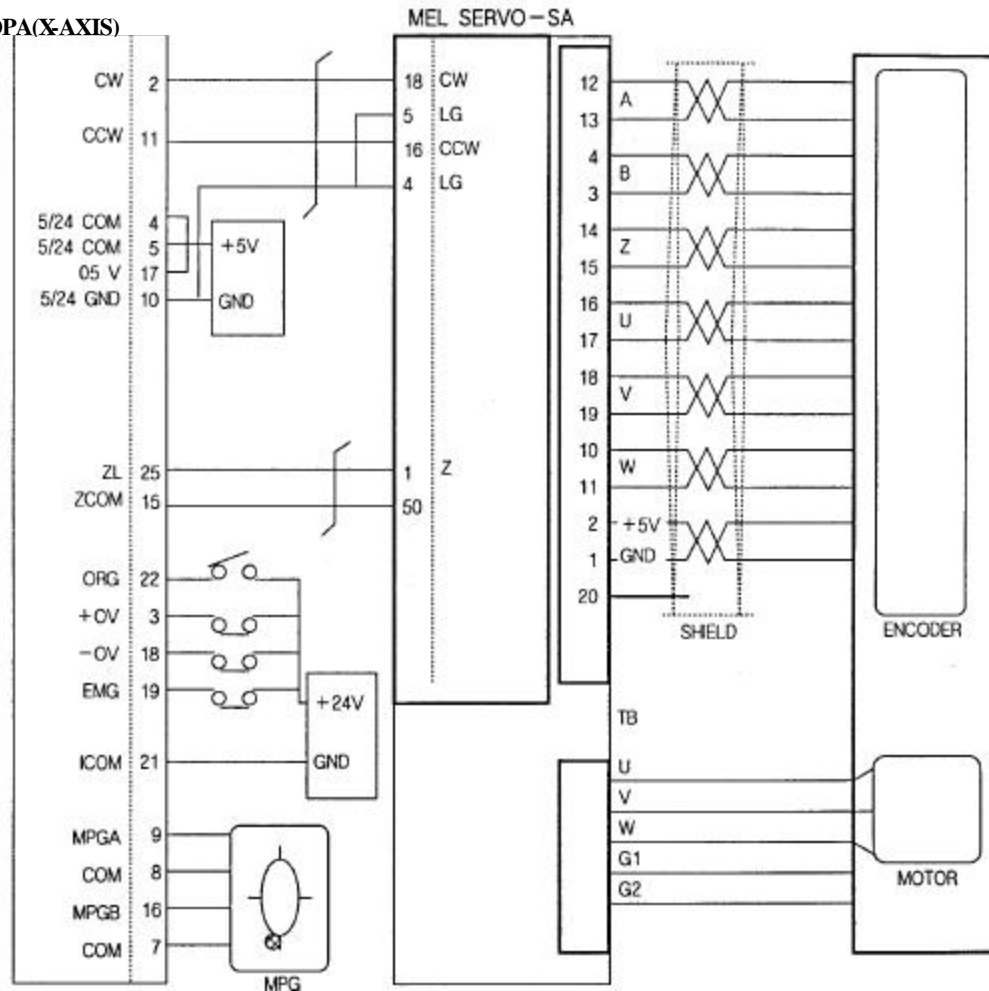 OPA(X-AXIS)
MEL SERVO-SA
CW 2
CCW 11
5/24 COM 4
5/24 COM 5
05 V 17
5/24 GND 10
+5V
GND
ZL 25
ZCOM 15
ORG 22
+OV 3
-OV 18
EMG 19
ICOM 21
+24V
GND
MPGA 9
COM 8
MPGB 16
COM 7
MPG
18 CW
5 LG
16 CCW
4 LG
1 Z
50
12
A
13
4
B
3
14
Z
15
16
U
17
18
V
19
10
W
11
2 +5V
1 GND
20
SHIELD
ENCODER
TB
U
V
W
G1
G2
MOTOR